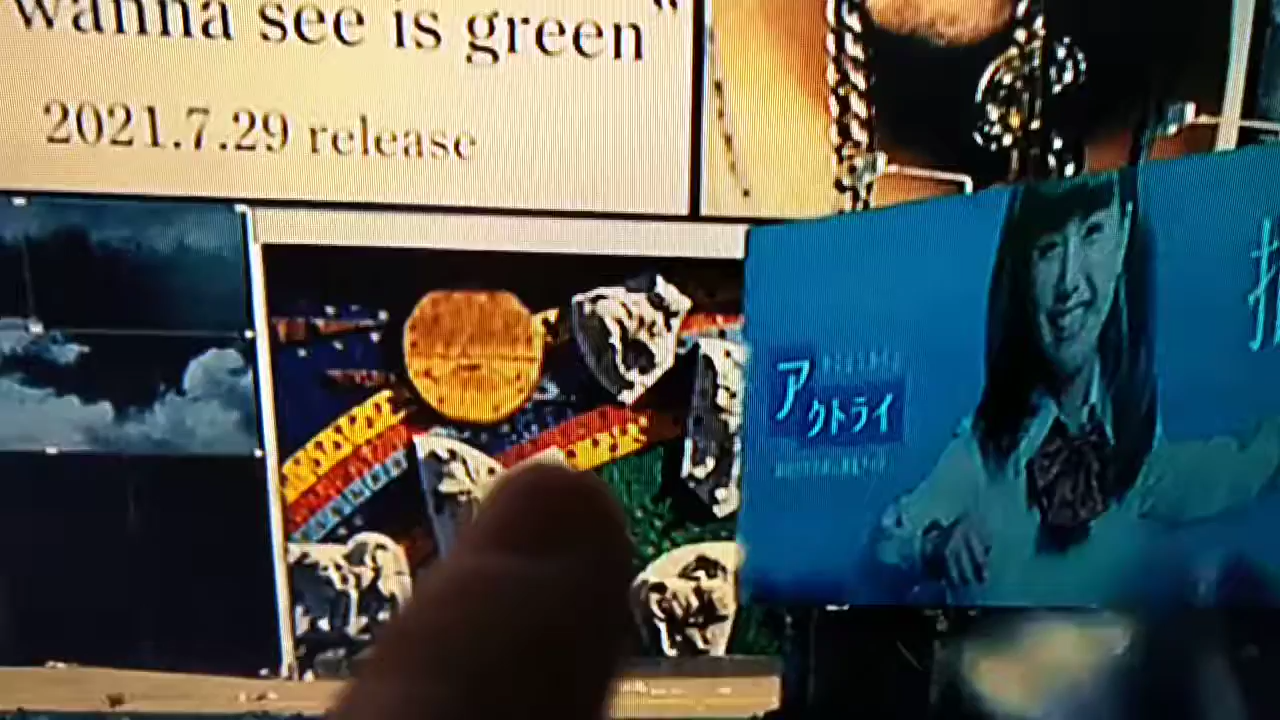 wanna see is green"
2021.7.29 release
アクトライ